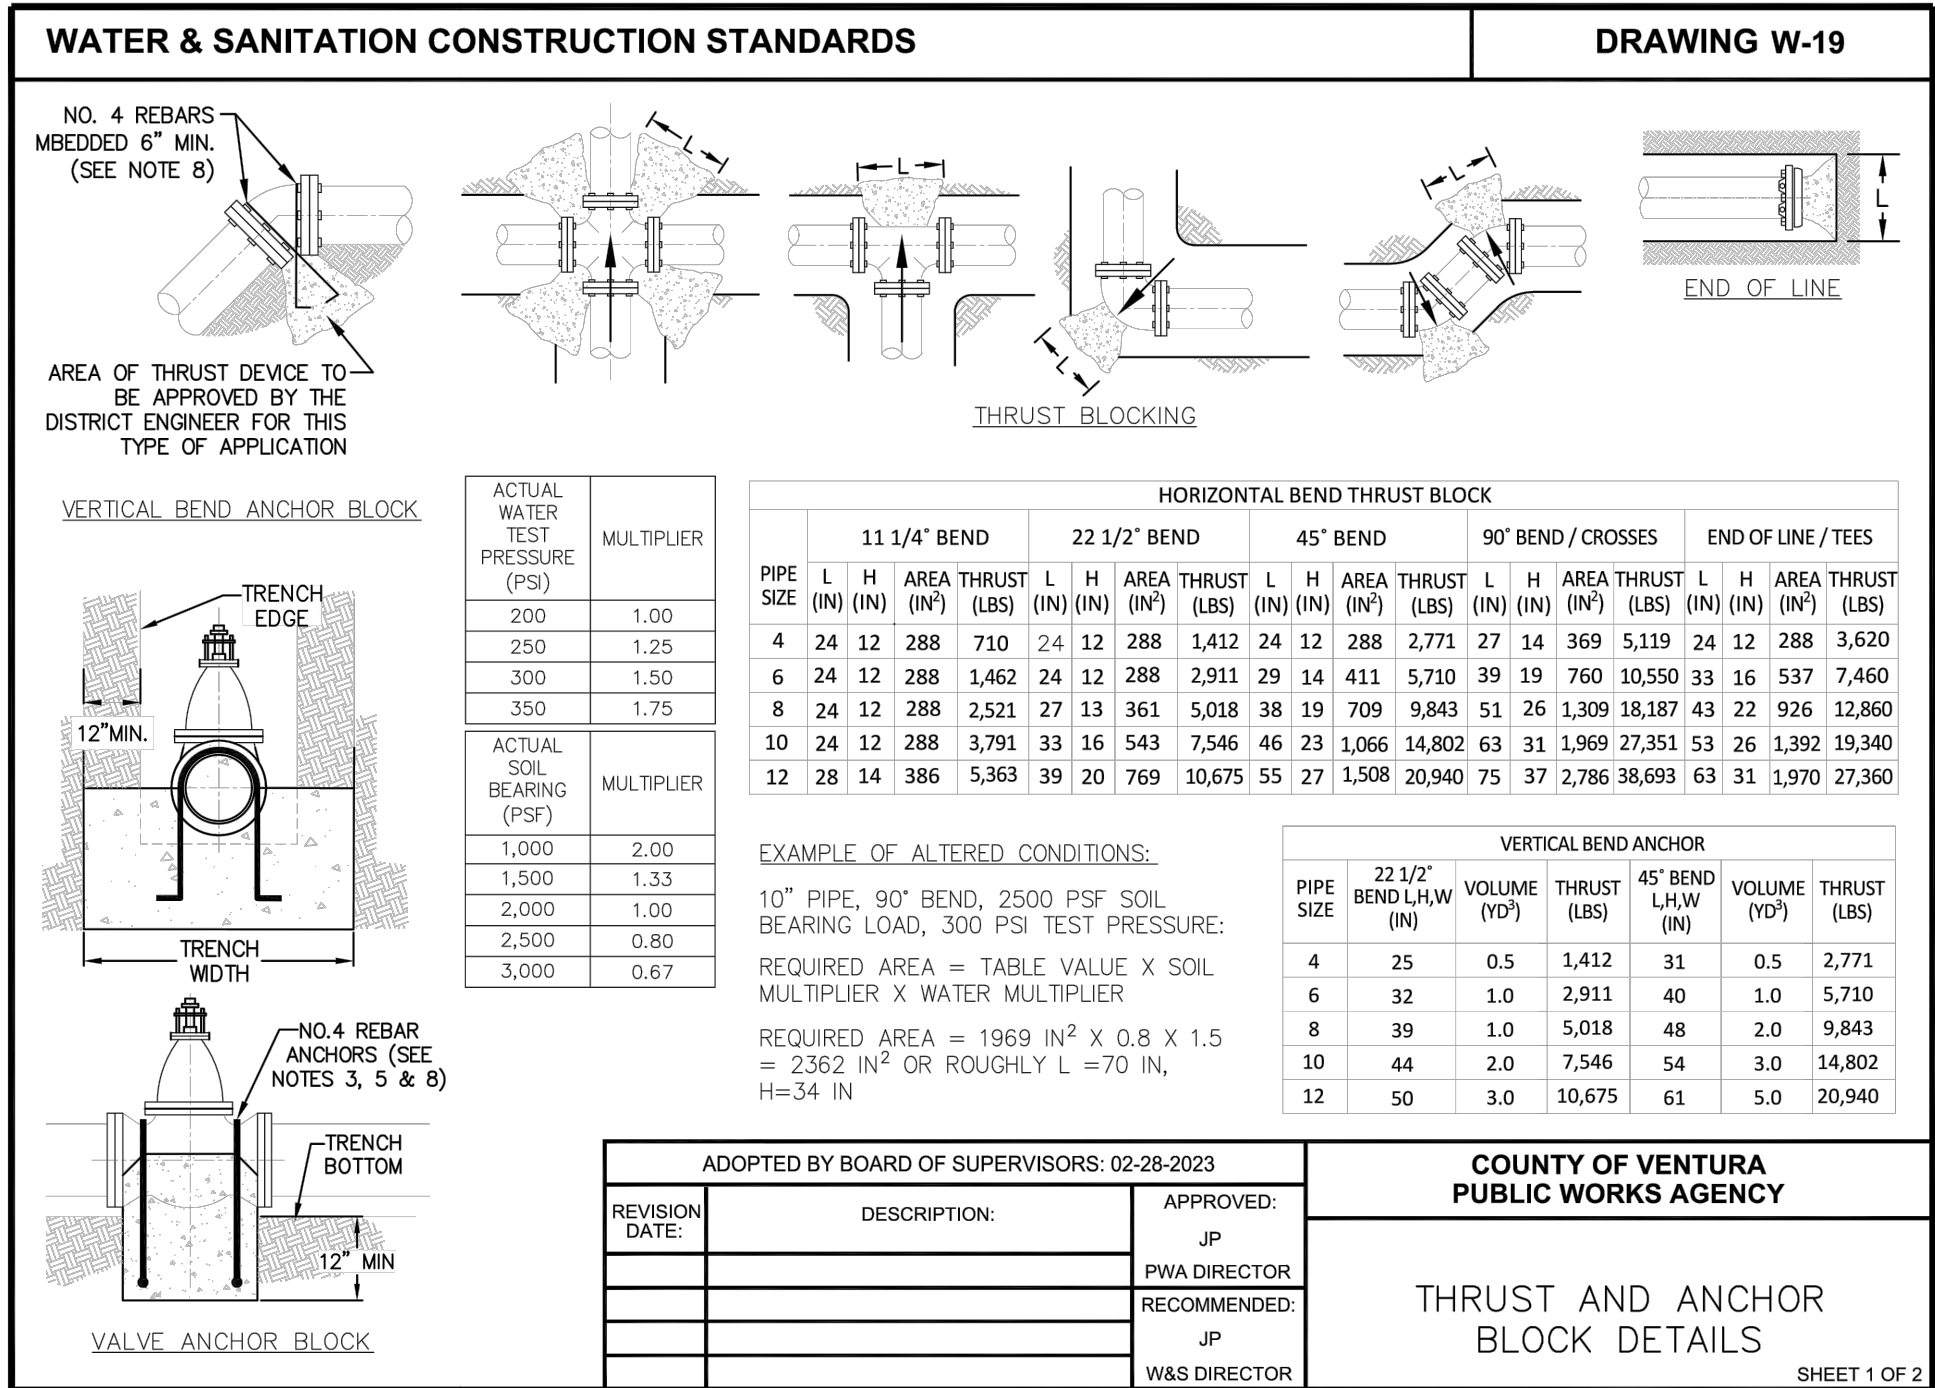 WATER & SANITATION CONSTRUCTION STANDARDS
DRAWING W-19
NO. 4 REBARS
MBEDDED 6” MIN.
(SEE NOTE 8)
AREA OF THRUST DEVICE TO
BE APPROVED BY THE
DISTRICT ENGINEER FOR THIS
TYPE OF APPLICATION
VERTICAL BEND ANCHOR BLOCK
L
L
L
L
L
END OF LINE
THRUST BLOCKING
TRENCH
EDGE
12”MIN.
TRENCH
WIDTH
NO.4 REBAR
ANCHORS (SEE
NOTES 3, 5 & 8)
TRENCH
BOTTOM
12” MIN
VALVE ANCHOR BLOCK
ACTUAL
WATER
TEST
PRESSURE
(PSI)
MULTIPLIER
200 1.00
250 1.25
300 1.50
350 1.75
ACTUAL
SOIL
BEARING
(PSF)
MULTIPLIER
1,000 2.00
1,500 1.33
2,000 1.00
2,500 0.80
3,000 0.67
HORIZONTAL BEND THRUST BLOCK
11 1/4° BEND 22 1/2° BEND 45° BEND 90° BEND / CROSSES END OF LINE / TEES
PIPE L H AREA THRUST L H AREA THRUST L H AREA THRUST L H AREA THRUST L H AREA THRUST
SIZE (IN) (IN) (IN²) (LBS) (IN) (IN) (IN²) (LBS) (IN) (IN) (IN²) (LBS) (IN) (IN) (IN²) (LBS) (IN) (IN) (IN²) (LBS)
4 24 12 288 710 24 12 288 1,412 24 12 288 2,771 27 14 369 5,119 24 12 288 3,620
6 24 12 288 1,462 24 12 288 2,911 29 14 411 5,710 39 19 760 10,550 33 16 537 7,460
8 24 12 288 2,521 27 13 361 5,018 38 19 709 9,843 51 26 1,309 18,187 43 22 926 12,860
10 24 12 288 3,791 33 16 543 7,546 46 23 1,066 14,802 63 31 1,969 27,351 53 26 1,392 19,340
12 28 14 386 5,363 39 20 769 10,675 55 27 1,508 20,940 75 37 2,786 38,693 63 31 1,970 27,360
EXAMPLE OF ALTERED CONDITIONS:
10” PIPE, 90° BEND, 2500 PSF SOIL
BEARING LOAD, 300 PSI TEST PRESSURE:
REQUIRED AREA = TABLE VALUE X SOIL
MULTIPLIER X WATER MULTIPLIER
REQUIRED AREA = 1969 IN² X 0.8 X 1.5
= 2362 IN² OR ROUGHLY L =70 IN,
H=34 IN
VERTICAL BEND ANCHOR
PIPE
SIZE
22 1/2°
BEND L,H,W
(IN)
VOLUME
(YD³)
THRUST
(LBS)
45° BEND
L,H,W
(IN)
VOLUME
(YD³)
THRUST
(LBS)
4 25 0.5 1,412 31 0.5 2,771
6 32 1.0 2,911 40 1.0 5,710
8 39 1.0 5,018 48 2.0 9,843
10 44 2.0 7,546 54 3.0 14,802
12 50 3.0 10,675 61 5.0 20,940
ADOPTED BY BOARD OF SUPERVISORS: 02-28-2023
REVISION
DATE:
DESCRIPTION:
APPROVED:
JP
PWA DIRECTOR
RECOMMENDED:
JP
W&S DIRECTOR
COUNTY OF VENTURA
PUBLIC WORKS AGENCY
THRUST AND ANCHOR
BLOCK DETAILS
SHEET 1 OF 2